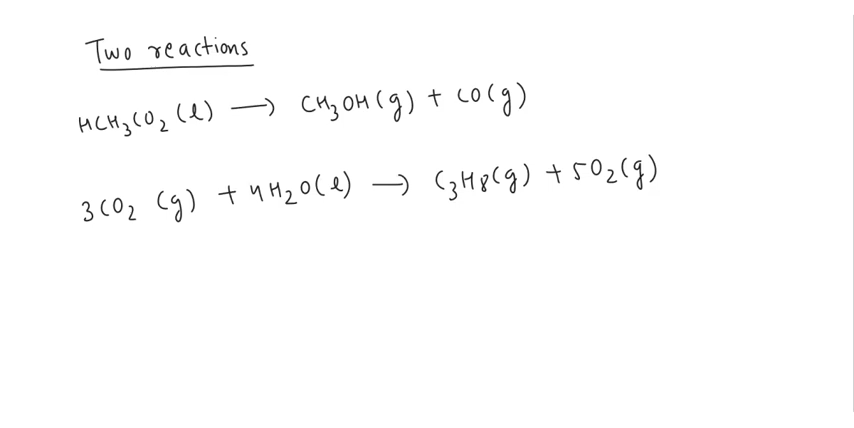 Two reactions
HCH₃CO₂(l) → CH₃OH(g) + CO(g)
3CO₂ (g) + 4H₂O(l) → C₃H₈(g) + 5O₂(g)